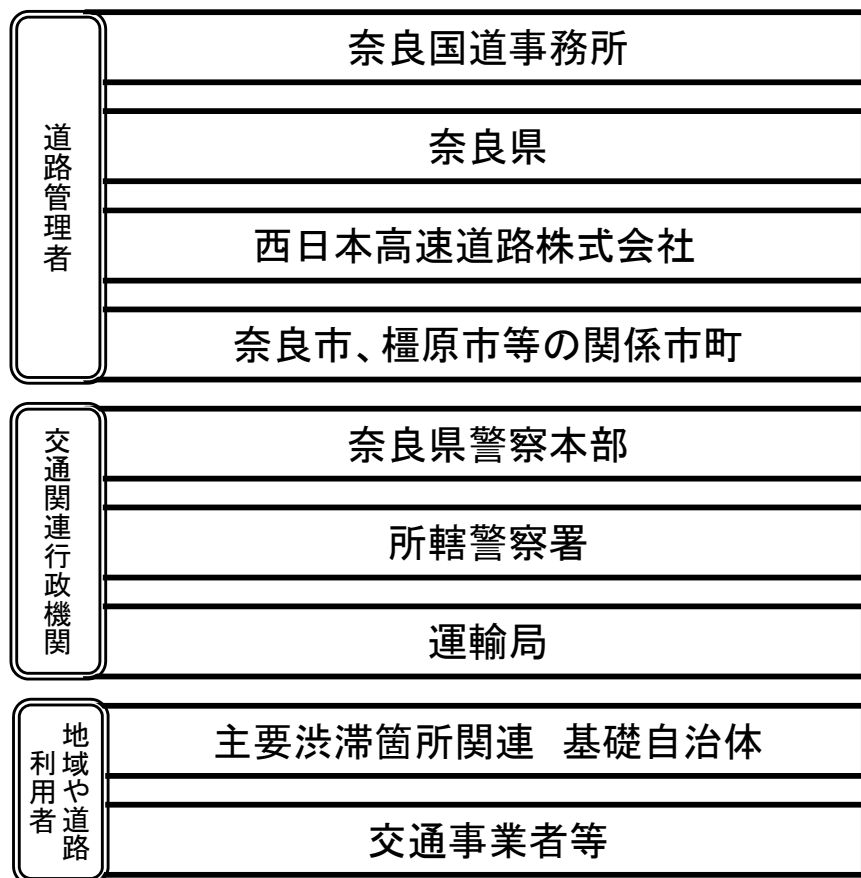 道路管理者
奈良国道事務所
奈良県
西日本高速道路株式会社
奈良市、橿原市等の関係市町
交通関連行政機関
奈良県警察本部
所轄警察署
運輸局
地域や道路
利用者
主要渋滞箇所関連　基礎自治体
交通事業者等